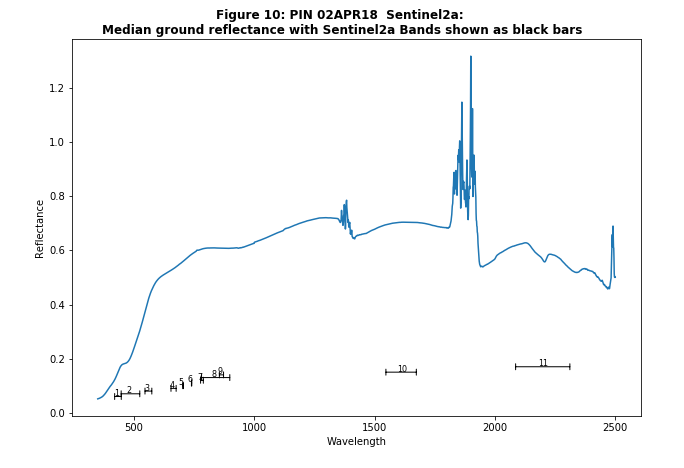 Figure 10: PIN 02APR18 Sentinel2a:
Median ground reflectance with Sentinel2a Bands shown as black bars
1.2
1.0
0.8
0.6
0.4
0.2
0.0
Reflectance
1 2 3 4 5 6 7 8 9 10 11
500 1000 1500 2000 2500
Wavelength